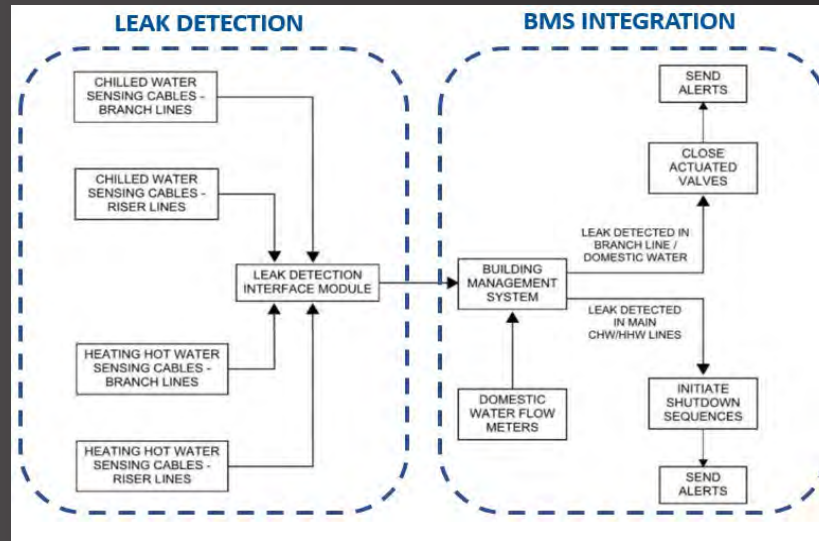 LEAK DETECTION
CHILLED WATER
SENSING CABLES -
BRANCH LINES
CHILLED WATER
SENSING CABLES -
RISER LINES
LEAK DETECTION
INTERFACE MODULE
HEATING HOT WATER
SENSING CABLES -
BRANCH LINES
HEATING HOT WATER
SENSING CABLES -
RISER LINES
BMS INTEGRATION
SEND
ALERTS
CLOSE
ACTUATED
VALVES
LEAK DETECTED IN
BRANCH LINE /
DOMESTIC WATER
BUILDING
MANAGEMENT
SYSTEM
LEAK DETECTED
IN MAIN
CHW/HHW LINES
DOMESTIC
WATER FLOW
METERS
INITIATE
SHUTDOWN
SEQUENCES
SEND
ALERTS